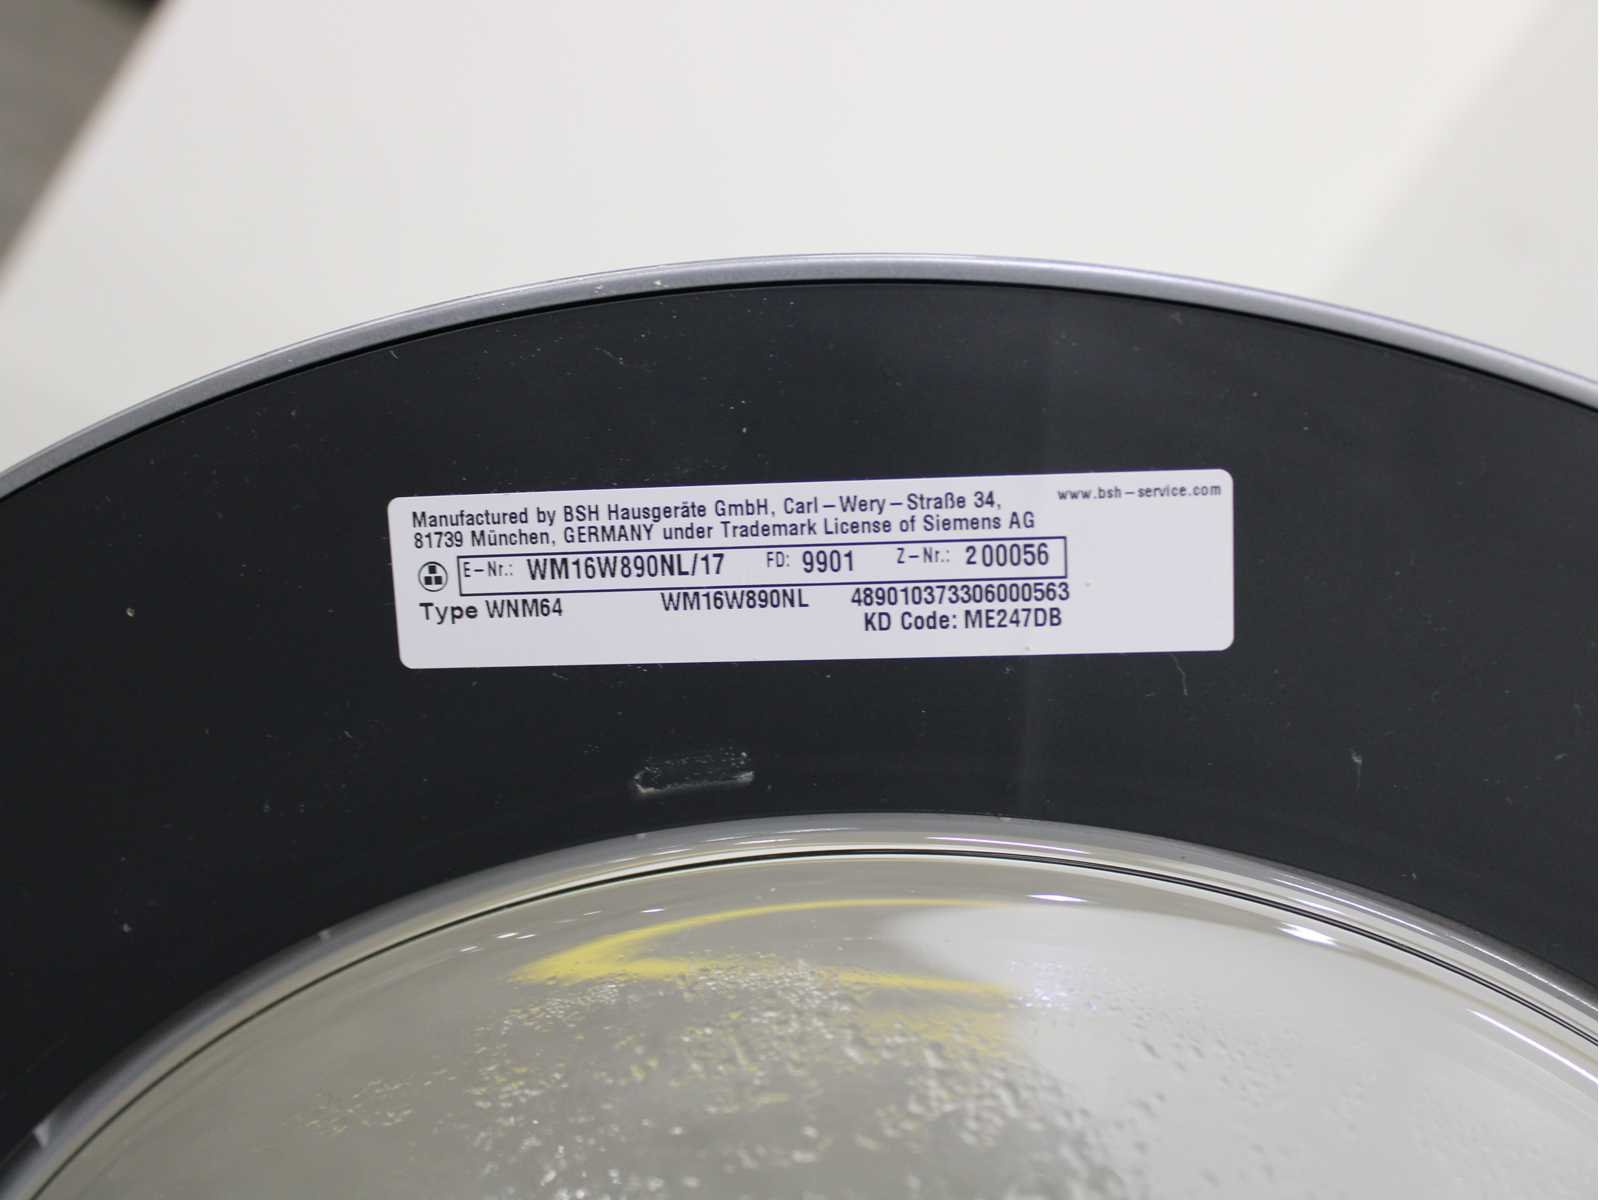 Manufactured by BSH Hausgeräte GmbH, Carl-Wery-Straße 34,
www.bsh-service.com
81739 München, GERMANY under Trademark License of Siemens AG
E-Nr.: WM16W890NL/17 FD: 9901 Z-Nr.: 200056
Type WNM64 WM16W890NL 489010373306000563
KD Code: ME247DB